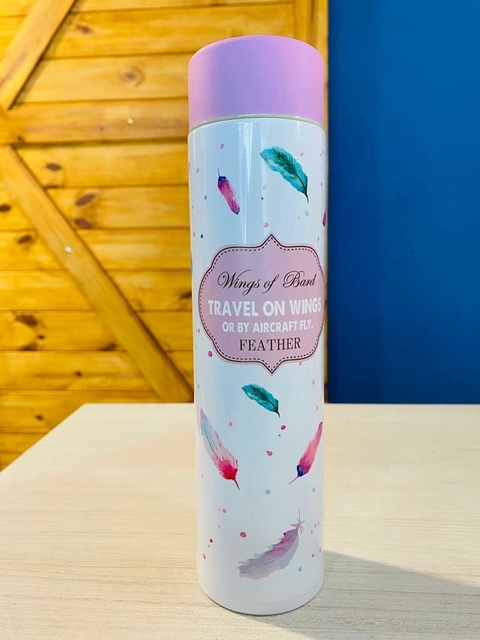 Wings of Bard
TRAVEL ON WINGS
OR BY AIRCRAFT FLY.
FEATHER